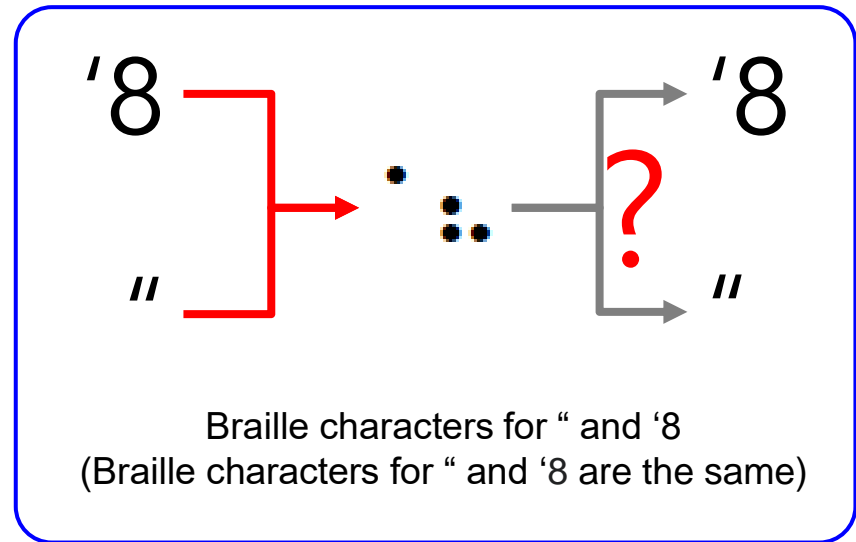 ‘8 ‘8
?
“ “
Braille characters for “ and ‘8
(Braille characters for “ and ‘8 are the same)